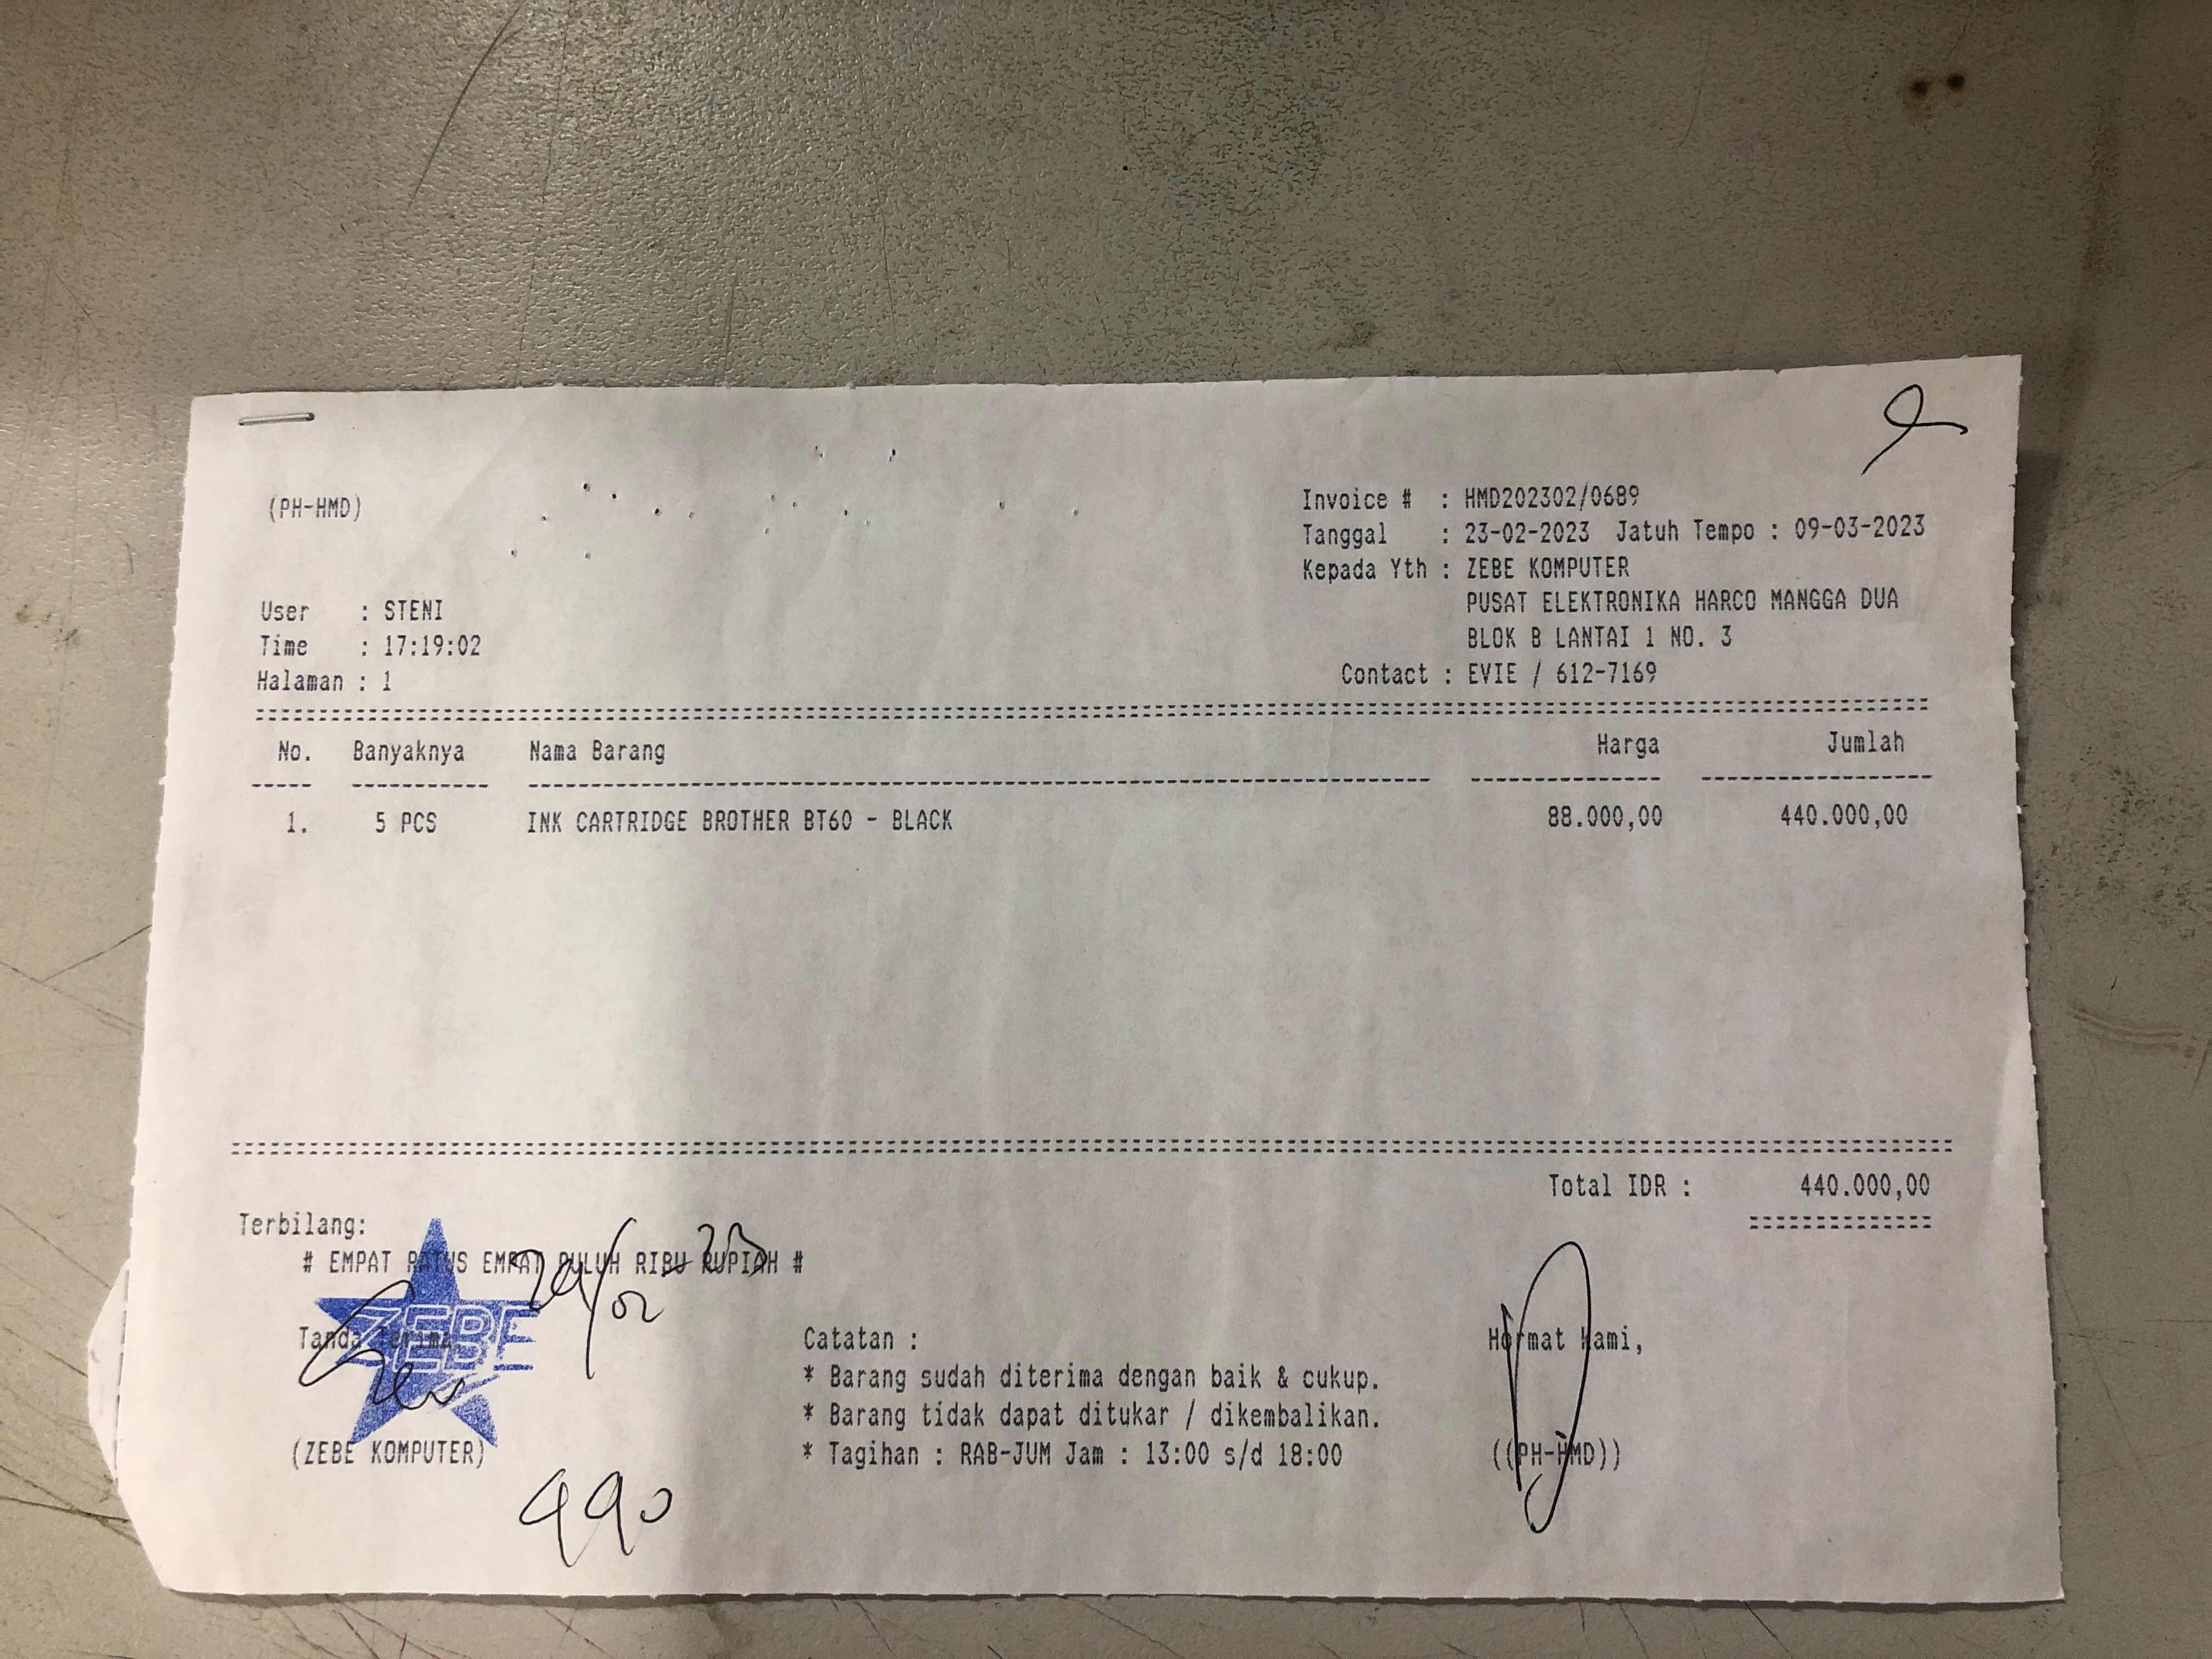 (PH-HMD)
Invoice # : HMD202302/0689
Tanggal : 23-02-2023 Jatuh Tempo : 09-03-2023
Kepada Yth : ZEBE KOMPUTER
PUSAT ELEKTRONIKA HARCO MANGGA DUA
BLOK B LANTAI 1 NO. 3
Contact : EVIE / 612-7169
User : STENI
Time : 17:19:02
Halaman : 1
No. Banyaknya Nama Barang Harga Jumlah
1. 5 PCS INK CARTRIDGE BROTHER BT60 - BLACK 88.000,00 440.000,00
Total IDR : 440.000,00
Terbilang:
# EMPAT RATUS EMPAT PULUH RIBU RUPIAH #
24/02-23
ZEBE
Tanda Terima,
(ZEBE KOMPUTER)
Catatan :
* Barang sudah diterima dengan baik & cukup.
* Barang tidak dapat ditukar / dikembalikan.
* Tagihan : RAB-JUM Jam : 13:00 s/d 18:00
Hormat Kami,
((PH-HMD))